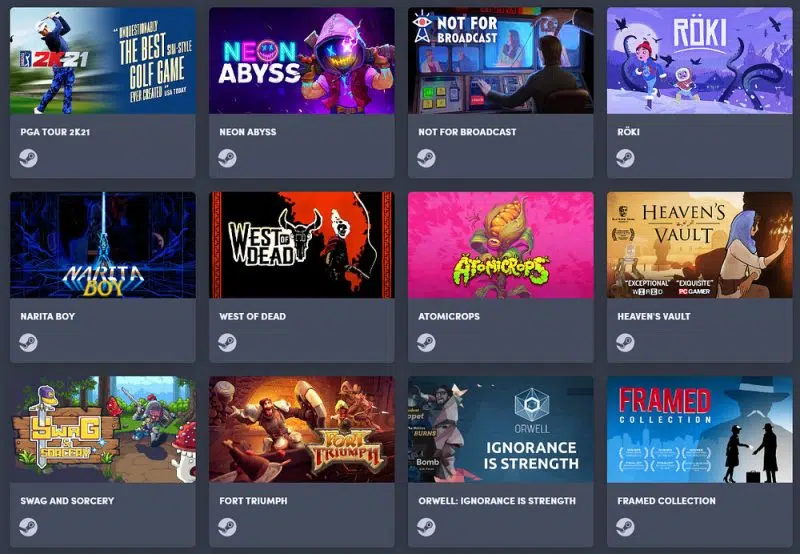 "UNQUESTIONABLY
THE BEST SIM-STYLE
GOLF GAME
EVER CREATED"
USA TODAY
PGA TOUR
2K21
PGA TOUR 2K21
NEON
ABYSS
NEON ABYSS
NOT FOR
BROADCAST
NOT FOR BROADCAST
RÖKI
RÖKI
NARITA
BOY
NARITA BOY
WEST OF
DEAD
WEST OF DEAD
ATOMICROPS
ATOMICROPS
HEAVEN'S
VAULT
"EXCEPTIONAL"
WIRED
"EXQUISITE"
PC GAMER
HEAVEN'S VAULT
SWAG
&
SORCERY
SWAG AND SORCERY
FORT
TRIUMPH
FORT TRIUMPH
BURNS
Bomb
ORWELL
IGNORANCE
IS STRENGTH
ORWELL: IGNORANCE IS STRENGTH
FRAMED
COLLECTION
FRAMED COLLECTION